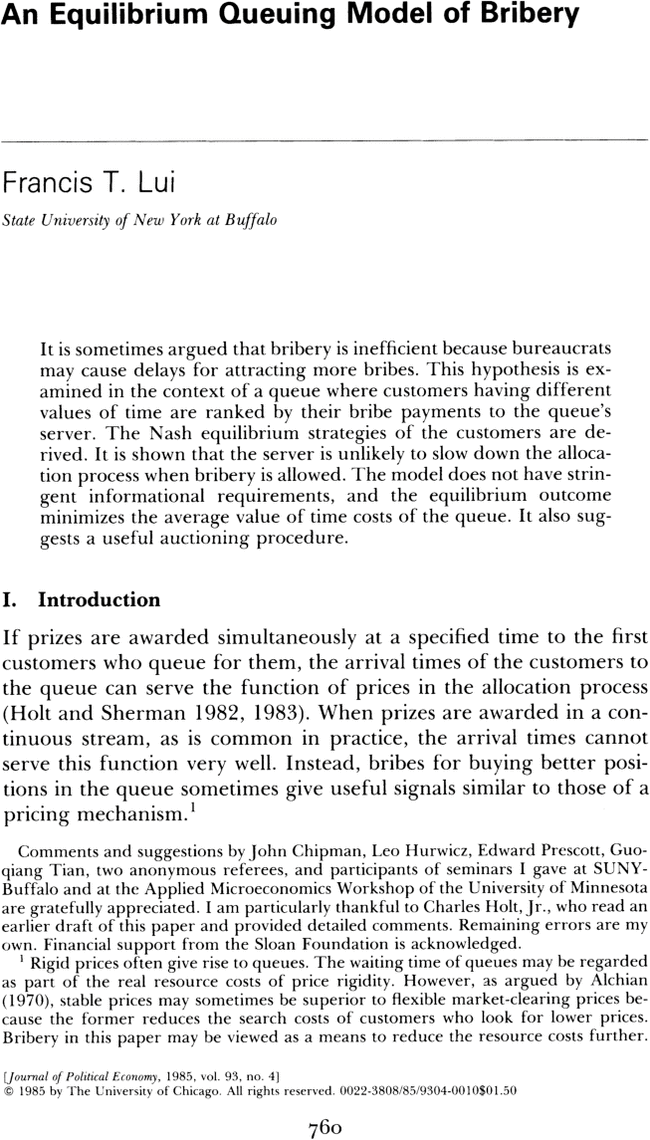 An Equilibrium Queuing Model of Bribery
Francis T. Lui
State University of New York at Buffalo
It is sometimes argued that bribery is inefficient because bureaucrats
may cause delays for attracting more bribes. This hypothesis is ex-
amined in the context of a queue where customers having different
values of time are ranked by their bribe payments to the queue's
server. The Nash equilibrium strategies of the customers are de-
rived. It is shown that the server is unlikely to slow down the alloca-
tion process when bribery is allowed. The model does not have strin-
gent informational requirements, and the equilibrium outcome
minimizes the average value of time costs of the queue. It also sug-
gests a useful auctioning procedure.
I. Introduction
If prizes are awarded simultaneously at a specified time to the first
customers who queue for them, the arrival times of the customers to
the queue can serve the function of prices in the allocation process
(Holt and Sherman 1982, 1983). When prizes are awarded in a con-
tinuous stream, as is common in practice, the arrival times cannot
serve this function very well. Instead, bribes for buying better posi-
tions in the queue sometimes give useful signals similar to those of a
pricing mechanism.¹
Comments and suggestions by John Chipman, Leo Hurwicz, Edward Prescott, Guo-
qiang Tian, two anonymous referees, and participants of seminars I gave at SUNY-
Buffalo and at the Applied Microeconomics Workshop of the University of Minnesota
are gratefully appreciated. I am particularly thankful to Charles Holt, Jr., who read an
earlier draft of this paper and provided detailed comments. Remaining errors are my
own. Financial support from the Sloan Foundation is acknowledged.
¹ Rigid prices often give rise to queues. The waiting time of queues may be regarded
as part of the real resource costs of price rigidity. However, as argued by Alchian
(1970), stable prices may sometimes be superior to flexible market-clearing prices be-
cause the former reduces the search costs of customers who look for lower prices.
Bribery in this paper may be viewed as a means to reduce the resource costs further.
[Journal of Political Economy, 1985, vol. 93, no. 4]
© 1985 by The University of Chicago. All rights reserved. 0022-3808/85/9304-0010$01.50
760